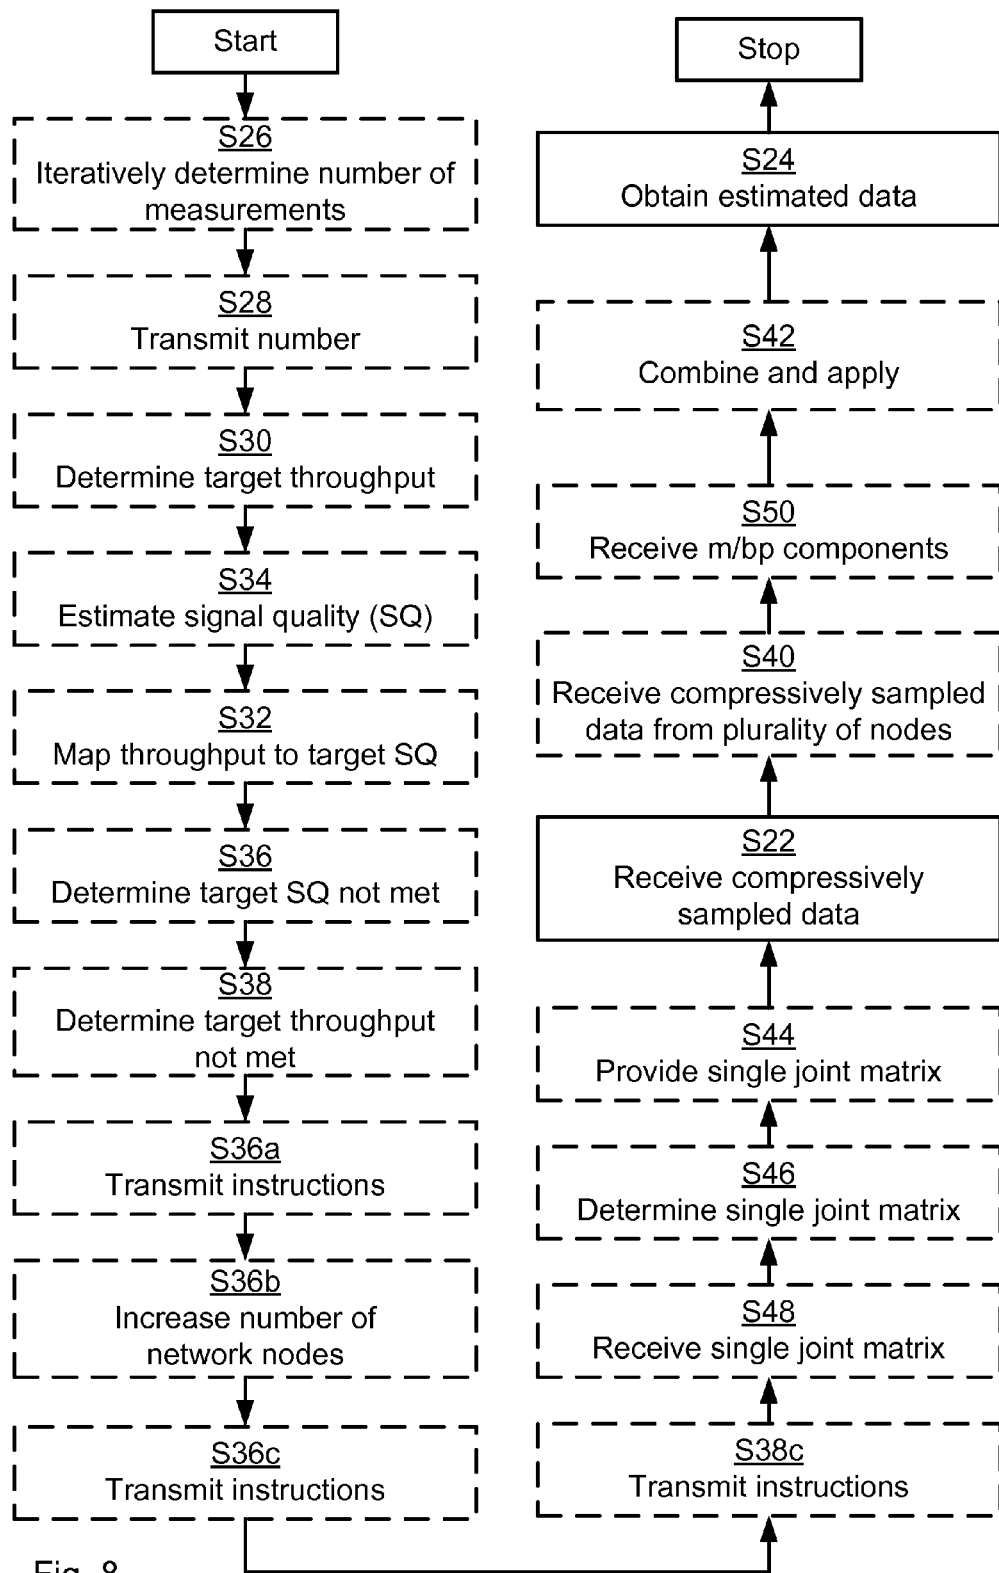 Start
S26
Iteratively determine number of
measurements
S28
Transmit number
S30
Determine target throughput
S34
Estimate signal quality (SQ)
S32
Map throughput to target SQ
S36
Determine target SQ not met
S38
Determine target throughput
not met
S36a
Transmit instructions
S36b
Increase number of
network nodes
S36c
Transmit instructions
S38c
Transmit instructions
S48
Receive single joint matrix
S46
Determine single joint matrix
S44
Provide single joint matrix
S22
Receive compressively
sampled data
S40
Receive compressively sampled
data from plurality of nodes
S50
Receive m/bp components
S42
Combine and apply
S24
Obtain estimated data
Stop
Fig. 8